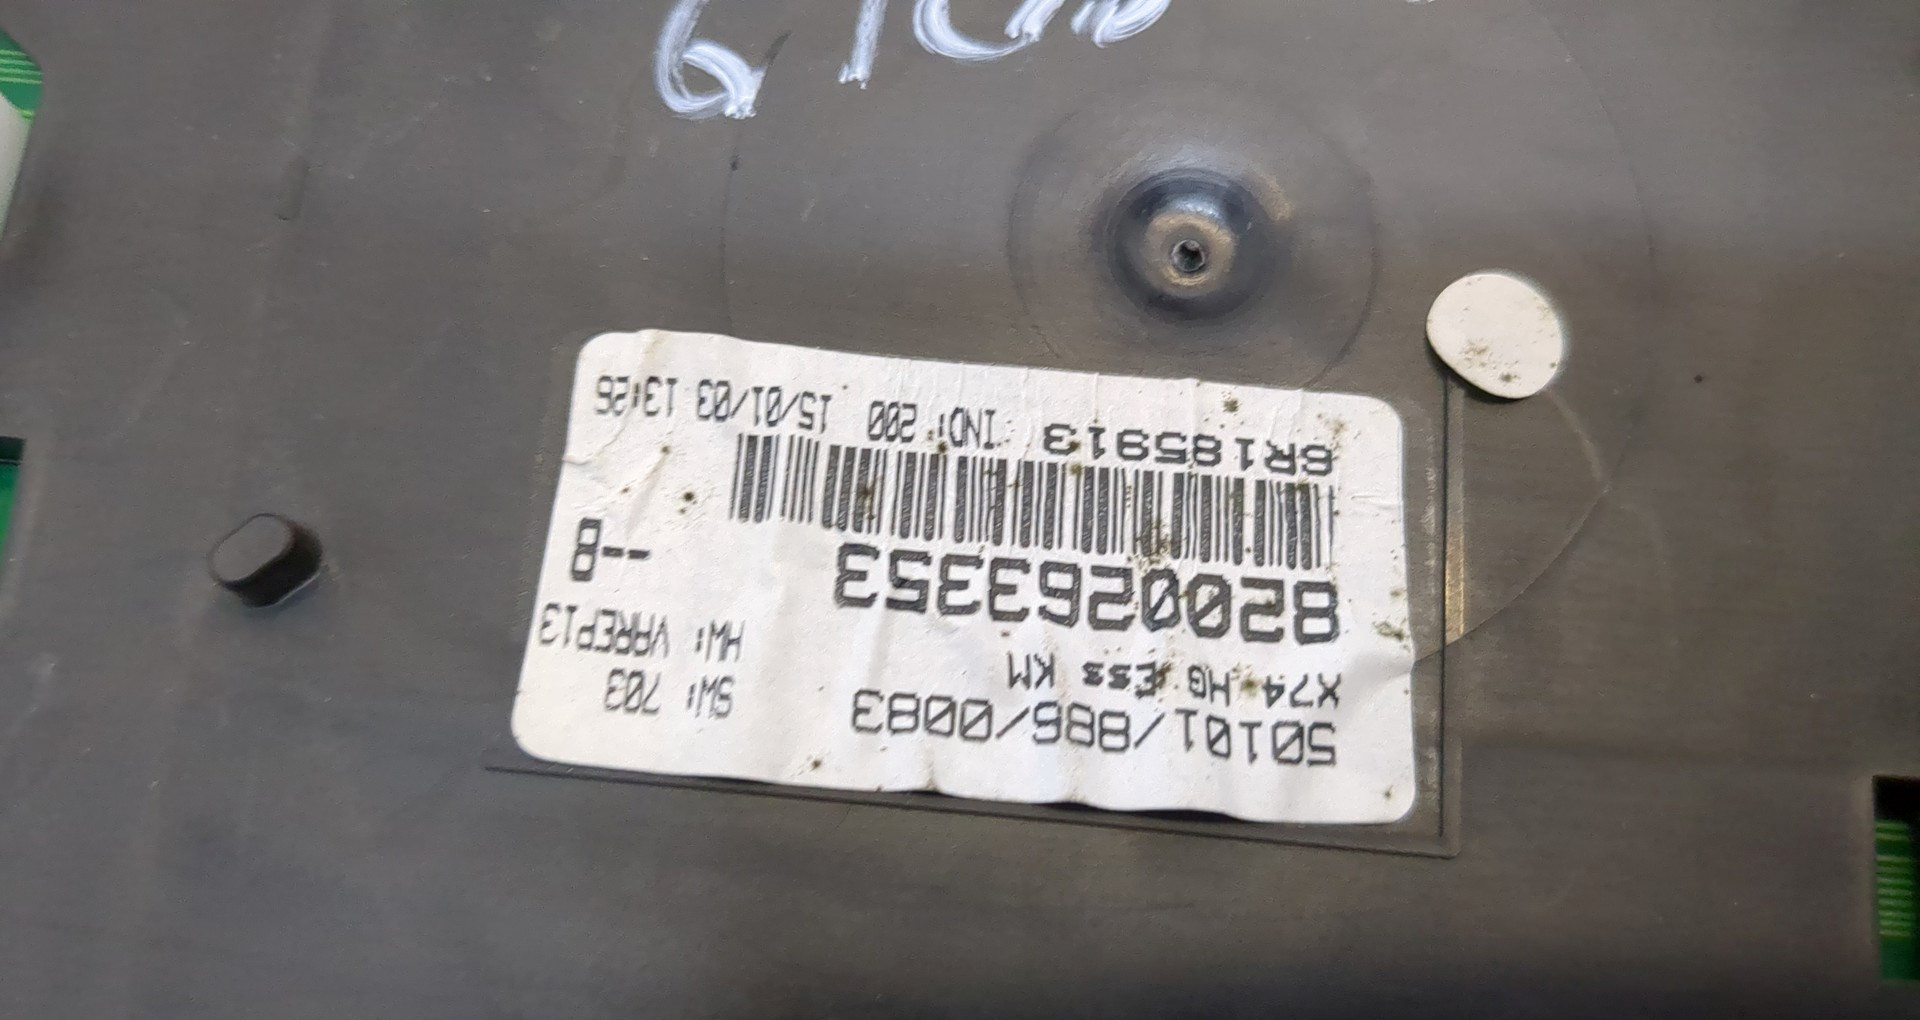 50101/886/0083 SW: 703
X74 HG Ess KM HW: VAREP13
8200263353 --B
6R185913 IND: 200 15/01/03 13:26